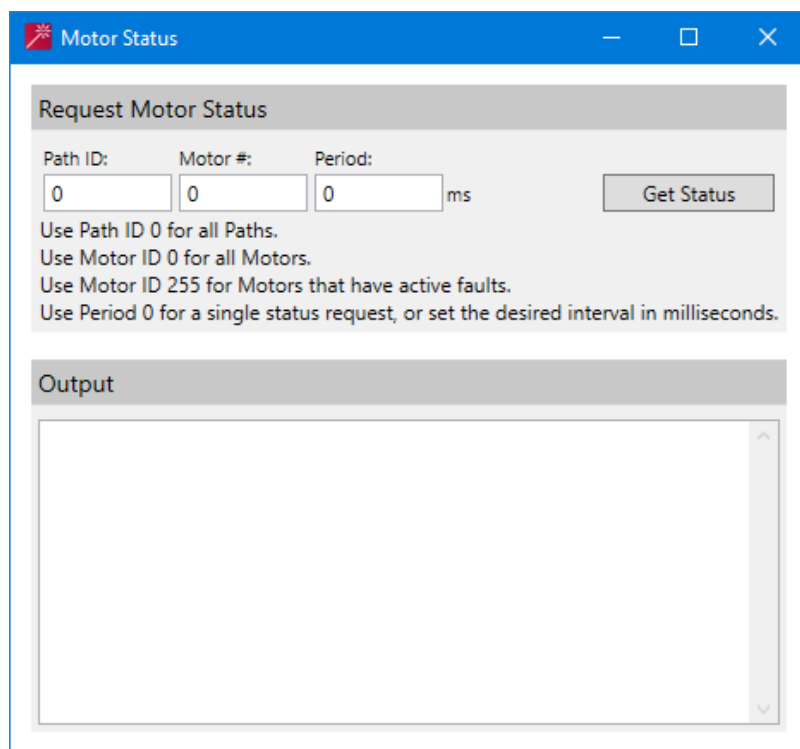 Motor Status
Request Motor Status
Path ID: Motor #: Period:
0 0 0 ms Get Status
Use Path ID 0 for all Paths.
Use Motor ID 0 for all Motors.
Use Motor ID 255 for Motors that have active faults.
Use Period 0 for a single status request, or set the desired interval in milliseconds.
Output